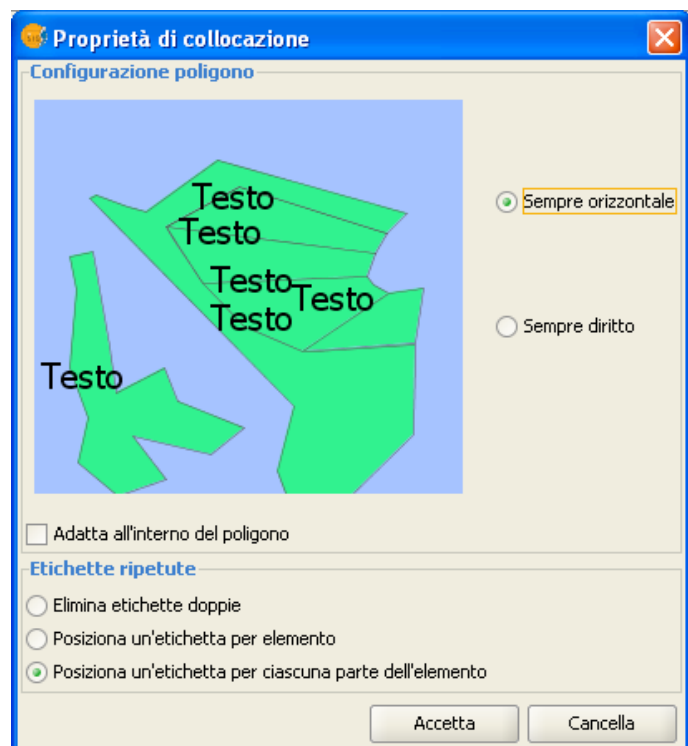 Proprietà di collocazione
Configurazione poligono
Testo
Testo
Testo
Testo
Testo
Testo
Sempre orizzontale
Sempre diritto
Adatta all'interno del poligono
Etichette ripetute
Elimina etichette doppie
Posiziona un'etichetta per elemento
Posiziona un'etichetta per ciascuna parte dell'elemento
Accetta
Cancella